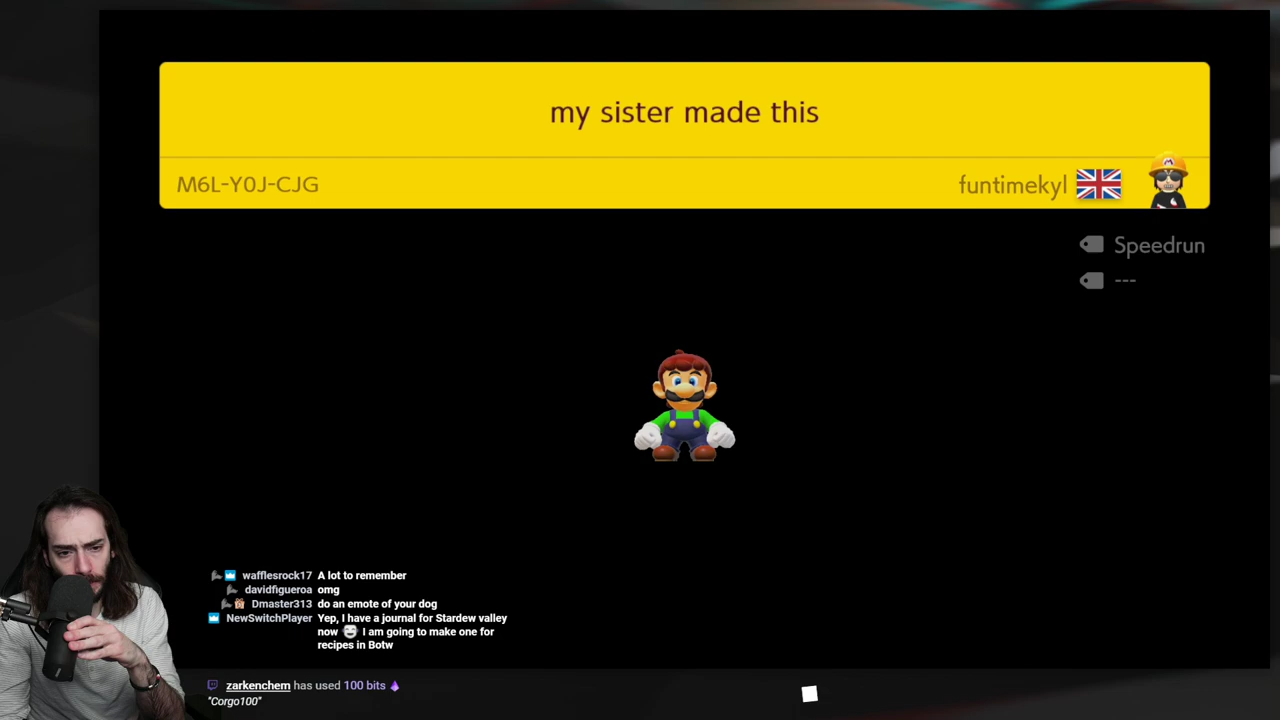 my sister made this
M6L-Y0J-CJG
funtimekyl
Speedrun
---
wafflesrock17 A lot to remember
davidfigueroa omg
Dmaster313 do an emote of your dog
NewSwitchPlayer Yep, I have a journal for Stardew valley
now I am going to make one for
recipes in Botw
zarkenchem has used 100 bits
"Corgo100"